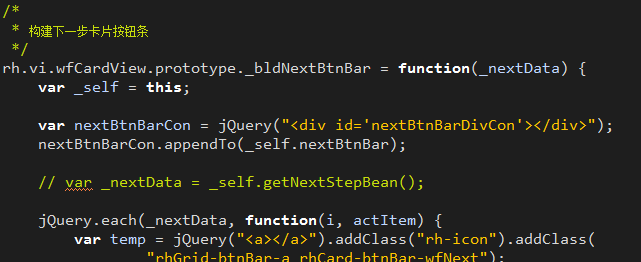 /*
 * 构建下一步卡片按钮条
 */
rh.vi.wfCardView.prototype._bldNextBtnBar = function(_nextData) {
    var _self = this;
    var nextBtnBarCon = jQuery("<div id='nextBtnBarDivCon'></div>");
    nextBtnBarCon.appendTo(_self.nextBtnBar);
    // var _nextData = _self.getNextStepBean();
    jQuery.each(_nextData, function(i, actItem) {
        var temp = jQuery("<a></a>").addClass("rh-icon").addClass(
                "rhGrid-btnBar-a rhCard-btnBar-wfNext");